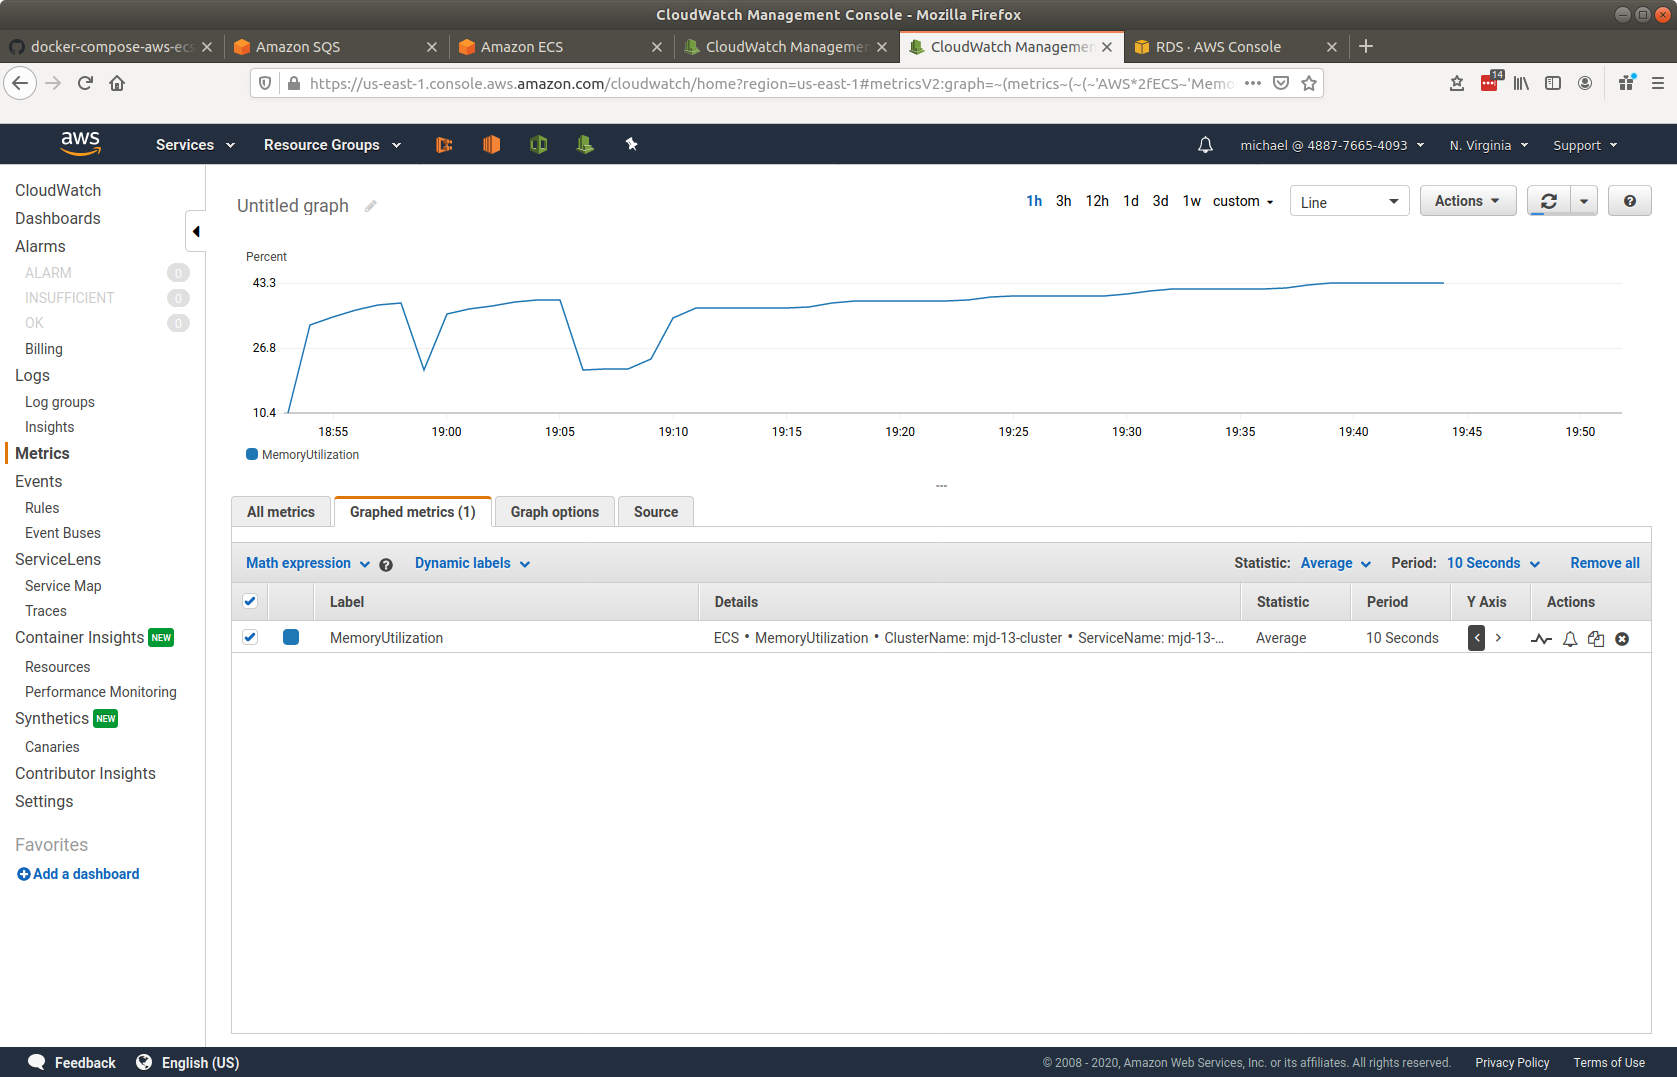 CloudWatch Management Console - Mozilla Firefox
docker-compose-aws-ecs
Amazon SQS
Amazon ECS
CloudWatch Managemen
CloudWatch Managemen
RDS · AWS Console
https://us-east-1.console.aws.amazon.com/cloudwatch/home?region=us-east-1#metricsV2:graph=~(metrics~(~(~'AWS*2fECS~'Memo
14
aws
Services
Resource Groups
michael @ 4887-7665-4093
N. Virginia
Support
CloudWatch
Dashboards
Alarms
ALARM 0
INSUFFICIENT 0
OK 0
Billing
Logs
Log groups
Insights
Metrics
Events
Rules
Event Buses
ServiceLens
Service Map
Traces
Container Insights NEW
Resources
Performance Monitoring
Synthetics NEW
Canaries
Contributor Insights
Settings
Favorites
Add a dashboard
Untitled graph
1h 3h 12h 1d 3d 1w custom
Line
Actions
Percent
43.3
26.8
10.4
18:55 19:00 19:05 19:10 19:15 19:20 19:25 19:30 19:35 19:40 19:45 19:50
MemoryUtilization
All metrics
Graphed metrics (1)
Graph options
Source
Math expression
Dynamic labels
Statistic: Average
Period: 10 Seconds
Remove all
Label Details Statistic Period Y Axis Actions
MemoryUtilization ECS • MemoryUtilization • ClusterName: mjd-13-cluster • ServiceName: mjd-13-... Average 10 Seconds
Feedback
English (US)
© 2008 - 2020, Amazon Web Services, Inc. or its affiliates. All rights reserved.
Privacy Policy
Terms of Use